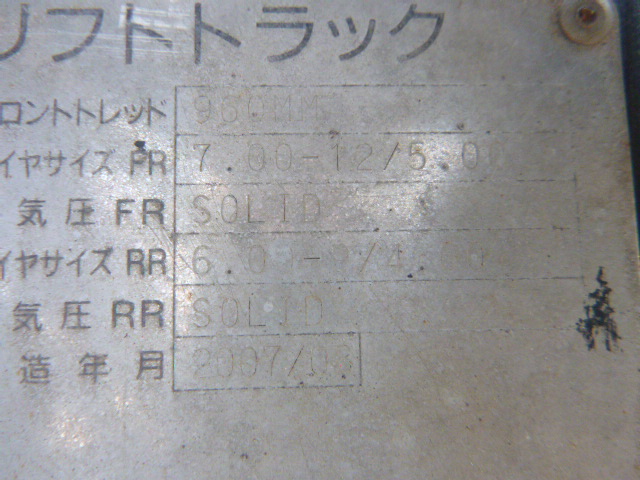 リフトトラック
ロントトレッド 960MM
イヤサイズ FR 7.00-12/5.00
気圧 FR SOLID
イヤサイズ RR
気圧 RR SOLID
造年月